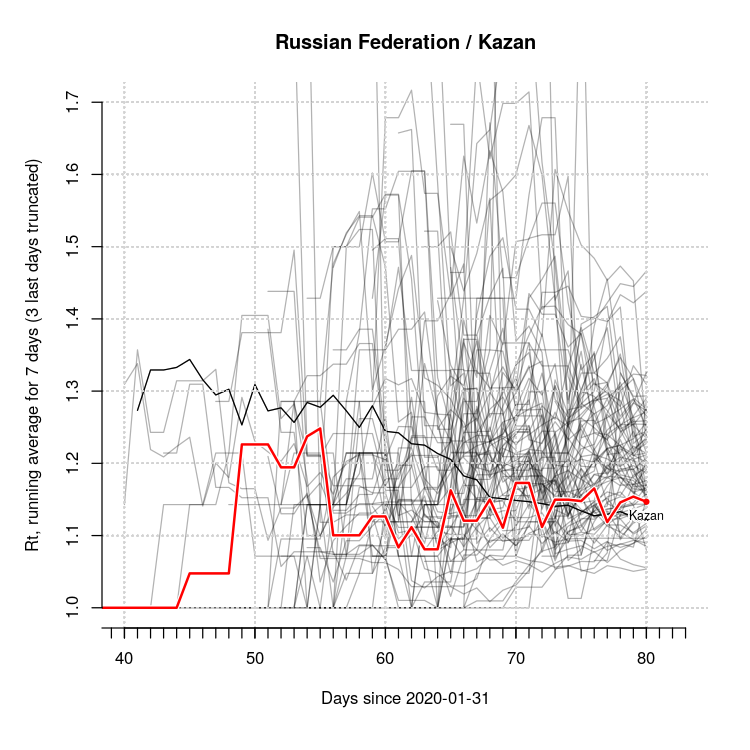 Russian Federation / Kazan
Rt, running average for 7 days (3 last days truncated)
1.7
1.6
1.5
1.4
1.3
1.2
1.1
1.0
Kazan
40 50 60 70 80
Days since 2020-01-31